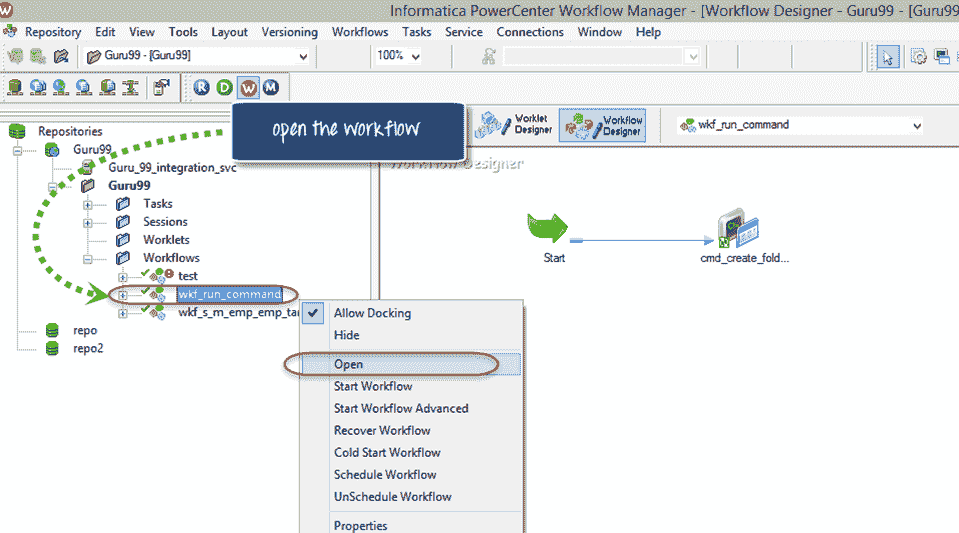 W
Informatica PowerCenter Workflow Manager - [Workflow Designer - Guru99 - [Guru99
Repository Edit View Tools Layout Versioning Workflows Tasks Service Connections Window Help
Guru99 - [Guru99] 100%
R D W M
open the workflow
Worklet Designer
Workflow Designer
wkf_run_command
Workflow Designer
Repositories
Guru99
Guru_99_integration_svc
Guru99
Tasks
Sessions
Worklets
Workflows
test
wkf_run_command
wkf_s_m_emp_emp_tar
repo
repo2
Start
cmd_create_fold...
Allow Docking
Hide
Open
Start Workflow
Start Workflow Advanced
Recover Workflow
Cold Start Workflow
Schedule Workflow
UnSchedule Workflow
Properties